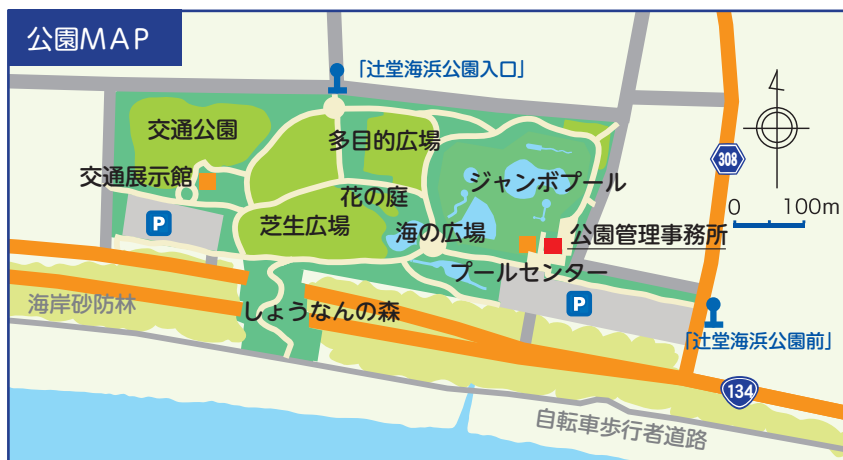 公園MAP
「辻堂海浜公園入口」
交通公園
多目的広場
308
交通展示館
ジャンボプール
花の庭
0 100m
P
芝生広場
海の広場
公園管理事務所
プールセンター
海岸砂防林
P
しょうなんの森
「辻堂海浜公園前」
134
自転車歩行者道路